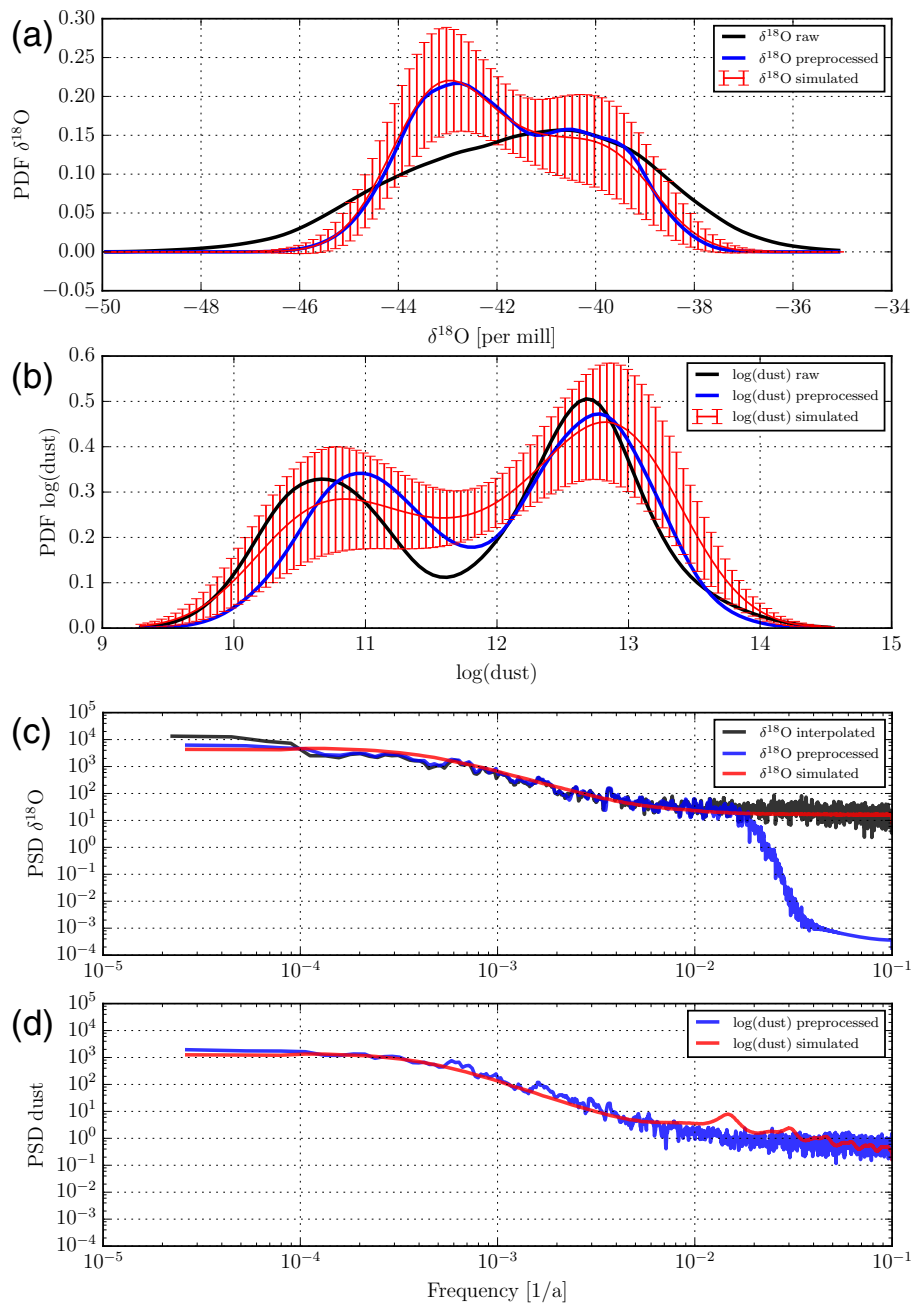 (a)
0.30
0.25
0.20
0.15
0.10
0.05
0.00
−0.05
PDF δ¹⁸O
δ¹⁸O raw
δ¹⁸O preprocessed
δ¹⁸O simulated
−50 −48 −46 −44 −42 −40 −38 −36 −34
δ¹⁸O [per mill]
(b)
0.6
0.5
0.4
0.3
0.2
0.1
0.0
PDF log(dust)
log(dust) raw
log(dust) preprocessed
log(dust) simulated
9 10 11 12 13 14 15
log(dust)
(c)
10⁵
10⁴
10³
10²
10¹
10⁰
10⁻¹
10⁻²
10⁻³
10⁻⁴
PSD δ¹⁸O
δ¹⁸O interpolated
δ¹⁸O preprocessed
δ¹⁸O simulated
10⁻⁵ 10⁻⁴ 10⁻³ 10⁻² 10⁻¹
(d)
10⁵
10⁴
10³
10²
10¹
10⁰
10⁻¹
10⁻²
10⁻³
10⁻⁴
PSD dust
log(dust) preprocessed
log(dust) simulated
10⁻⁵ 10⁻⁴ 10⁻³ 10⁻² 10⁻¹
Frequency [1/a]